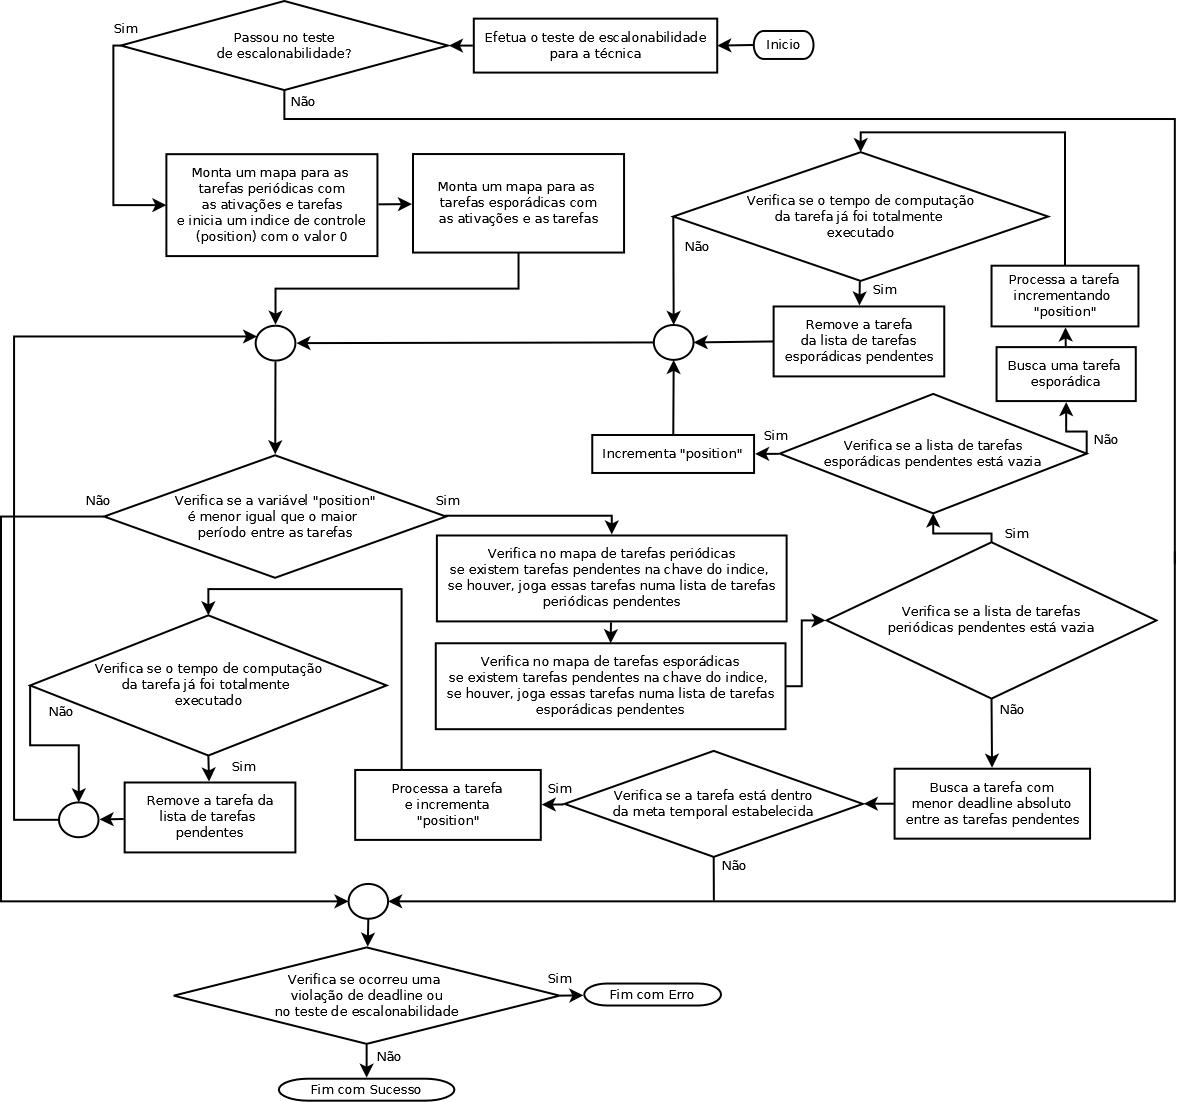 Sim
Passou no teste
de escalonabilidade?
Efetua o teste de escalonabilidade
para a técnica
Inicio
Não
Monta um mapa para as
tarefas periódicas com
as ativações e tarefas
e inicia um indice de controle
(position) com o valor 0
Monta um mapa para as
tarefas esporádicas com
as ativações e as tarefas
Verifica se o tempo de computação
da tarefa já foi totalmente
executado
Não
Sim
Processa a tarefa
incrementando
"position"
Remove a tarefa
da lista de tarefas
esporádicas pendentes
Busca uma tarefa
esporádica
Incrementa "position"
Sim
Verifica se a lista de tarefas
esporádicas pendentes está vazia
Não
Não
Verifica se a variável "position"
é menor igual que o maior
período entre as tarefas
Sim
Verifica no mapa de tarefas periódicas
se existem tarefas pendentes na chave do indice,
se houver, joga essas tarefas numa lista de tarefas
periódicas pendentes
Sim
Verifica se a lista de tarefas
periódicas pendentes está vazia
Não
Verifica no mapa de tarefas esporádicas
se existem tarefas pendentes na chave do indice,
se houver, joga essas tarefas numa lista de tarefas
esporádicas pendentes
Verifica se o tempo de computação
da tarefa já foi totalmente
executado
Não
Sim
Remove a tarefa da
lista de tarefas
pendentes
Processa a tarefa
e incrementa
"position"
Sim
Verifica se a tarefa está dentro
da meta temporal estabelecida
Não
Busca a tarefa com
menor deadline absoluto
entre as tarefas pendentes
Verifica se ocorreu uma
violação de deadline ou
no teste de escalonabilidade
Sim
Fim com Erro
Não
Fim com Sucesso